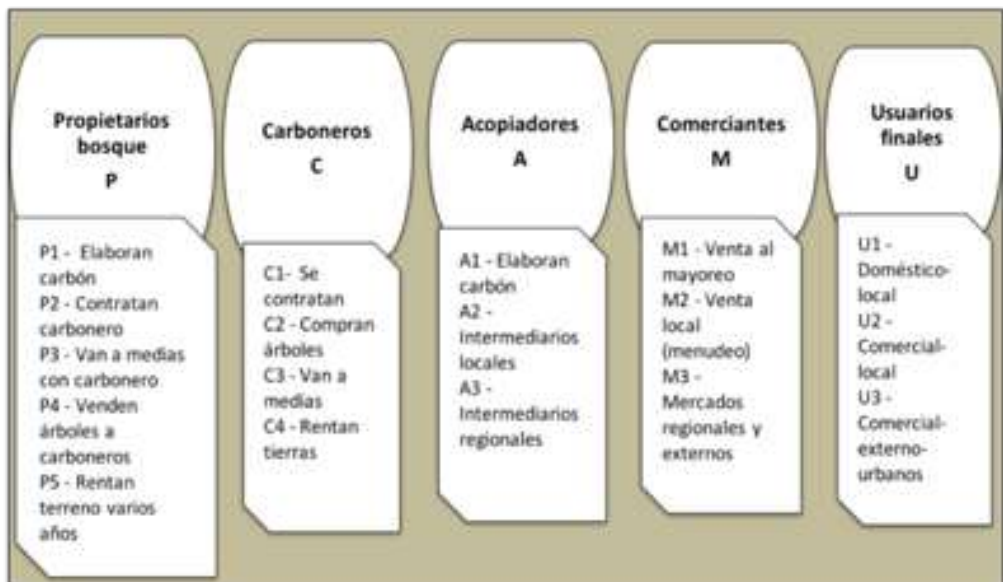 Propietarios
bosque
P
P1 - Elaboran
carbón
P2 - Contratan
carbonero
P3 - Van a medias
con carbonero
P4 - Venden
árboles a
carboneros
P5 - Rentan
terreno varios
años
Carboneros
C
C1- Se
contratan
C2 - Compran
árboles
C3 - Van a
medias
C4 - Rentan
tierras
Acopiadores
A
A1 - Elaboran
carbón
A2 -
Intermediarios
locales
A3 -
Intermediarios
regionales
Comerciantes
M
M1 - Venta al
mayoreo
M2 - Venta
local
(menudeo)
M3 -
Mercados
regionales y
externos
Usuarios
finales
U
U1 -
Doméstico-
local
U2 -
Comercial-
local
U3 -
Comercial-
externo-
urbanos